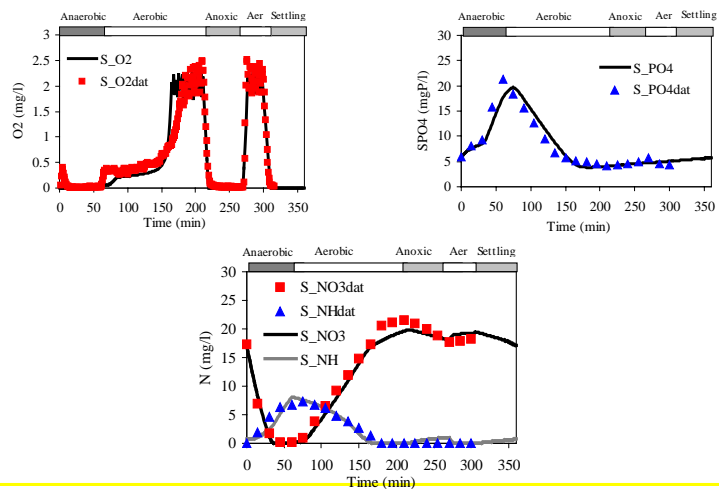 Anaerobic Aerobic Anoxic Aer Settling
3
2.5
2
1.5
1
0.5
0
O2 (mg/l)
S_O2
S_O2dat
0 50 100 150 200 250 300 350
Time (min)
Anaerobic Aerobic Anoxic Aer Settling
30
25
20
15
10
5
0
SPO4 (mgP/l)
S_PO4
S_PO4dat
0 50 100 150 200 250 300 350
Time (min)
Anaerobic Aerobic Anoxic Aer Settling
30
25
20
15
10
5
0
N (mg/l)
S_NO3dat
S_NHdat
S_NO3
S_NH
0 50 100 150 200 250 300 350
Time (min)